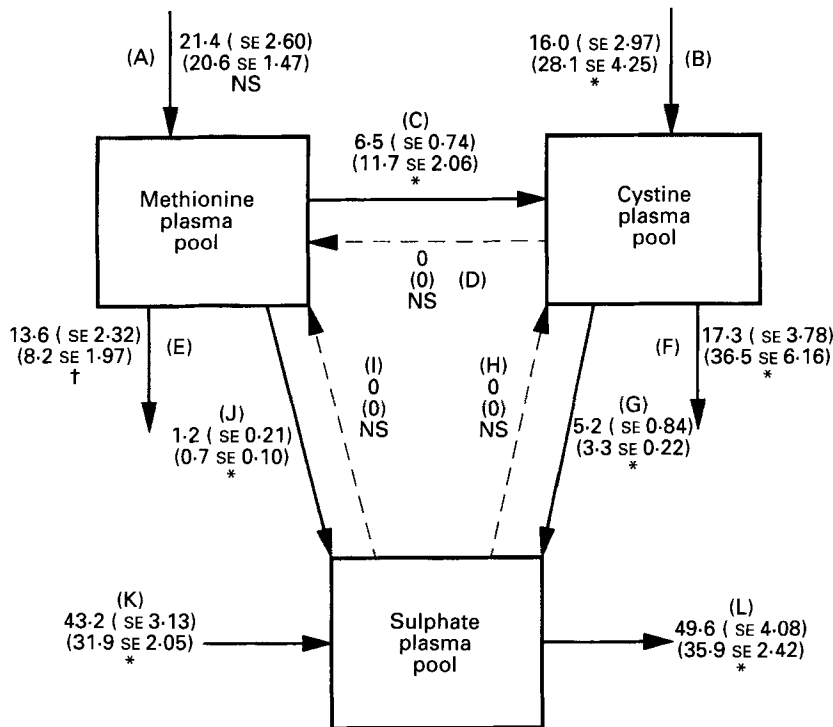 (A)
21·4 ( SE 2·60)
(20·6 SE 1·47)
NS
16·0 ( SE 2·97)
(28·1 SE 4·25)
*
(B)
Methionine
plasma
pool
(C)
6·5 ( SE 0·74)
(11·7 SE 2·06)
*
Cystine
plasma
pool
0
(0) (D)
NS
13·6 ( SE 2·32)
(8·2 SE 1·97)
†
(E)
(F)
17·3 ( SE 3·78)
(36·5 SE 6·16)
*
(I)
0
(0)
NS
(H)
0
(0)
NS
(J)
1·2 ( SE 0·21)
(0·7 SE 0·10)
*
(G)
5·2 ( SE 0·84)
(3·3 SE 0·22)
*
(K)
43·2 ( SE 3·13)
(31·9 SE 2·05)
*
Sulphate
plasma
pool
(L)
49·6 ( SE 4·08)
(35·9 SE 2·42)
*